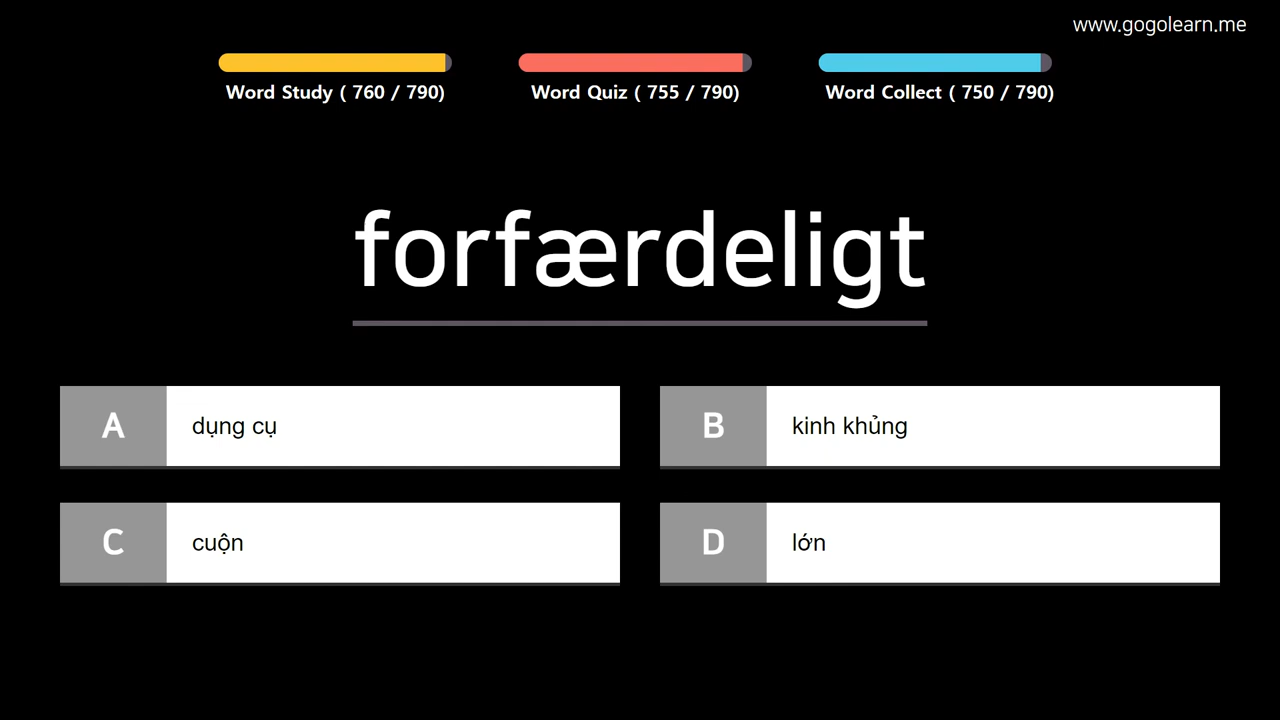 www.gogolearn.me
Word Study ( 760 / 790)
Word Quiz ( 755 / 790)
Word Collect ( 750 / 790)
forfærdeligt
A dụng cụ
B kinh khủng
C cuộn
D lớn